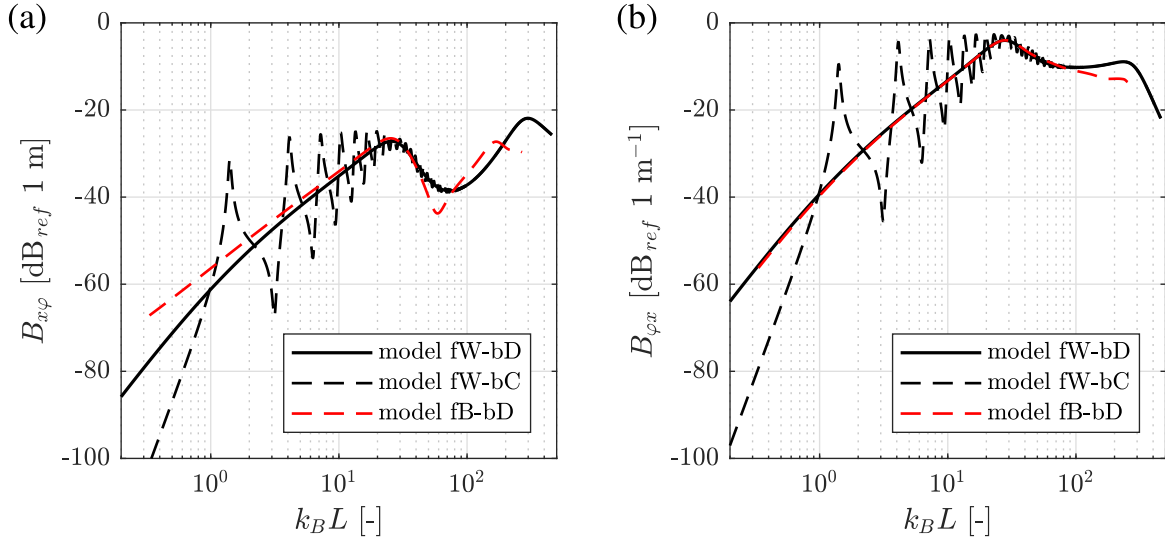 (a)
0
-20
-40
-60
-80
-100
B_{xφ} [dB_{ref} 1 m]
10^0
10^1
10^2
k_B L [-]
model fW-bD
model fW-bC
model fB-bD
(b)
0
-20
-40
-60
-80
-100
B_{φx} [dB_{ref} 1 m^{−1}]
10^0
10^1
10^2
k_B L [-]
model fW-bD
model fW-bC
model fB-bD